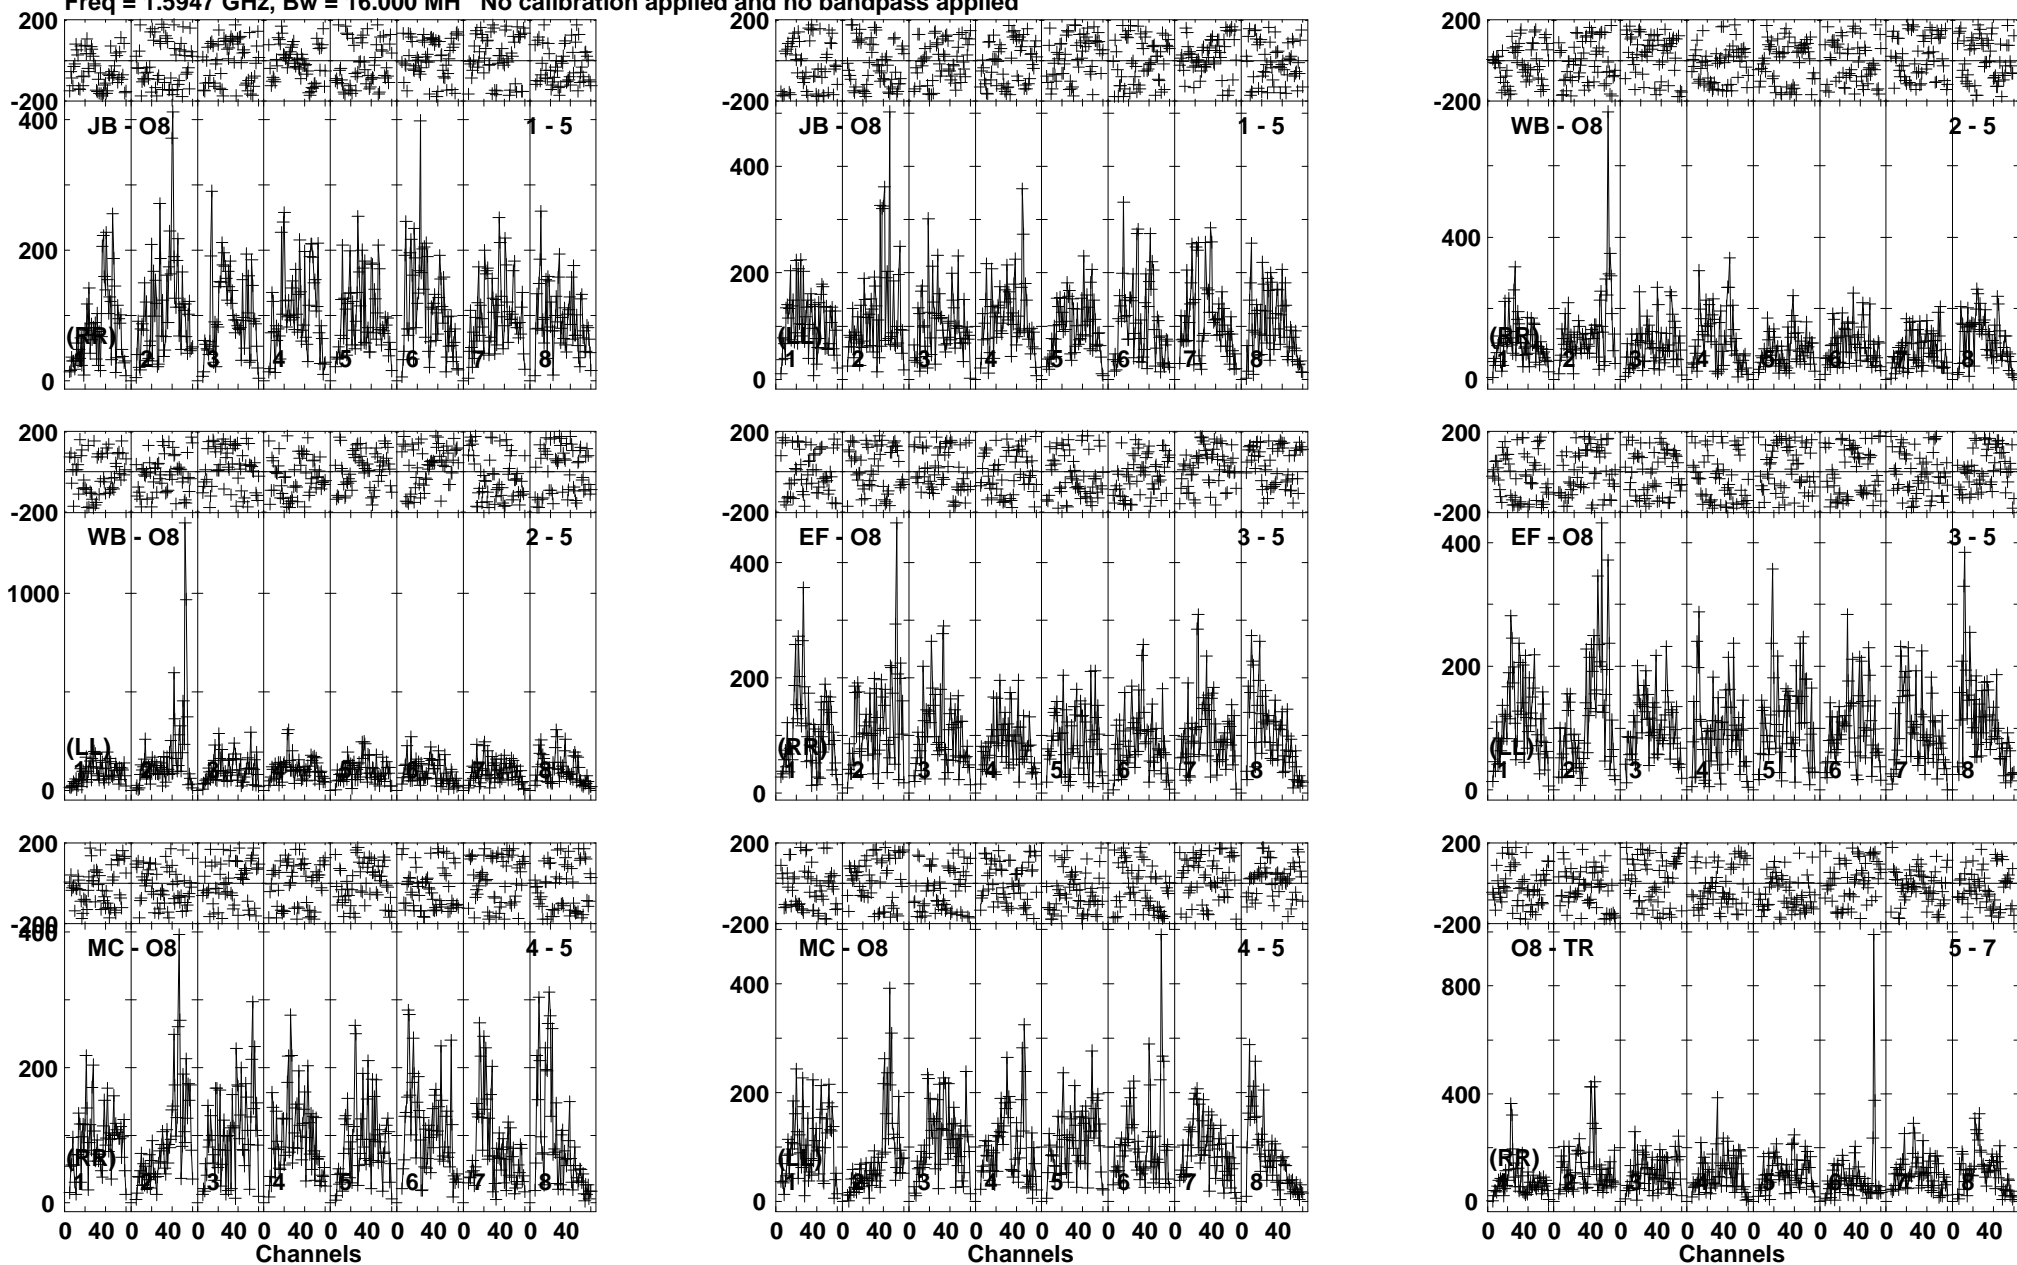 Freq = 1.5947 GHz, Bw = 16.000 MH No calibration applied and no bandpass applied
200 200 200
-200 -200 -200
400 JB - O8 1 - 5 JB - O8 1 - 5 WB - O8 2 - 5
400
400
200
200
(RR) (LL) (RR)
1 2 3 4 5 6 7 8 1 2 3 4 5 6 7 8 1 2 3 4 5 6 7 8
0 0 0
200 200 200
-200 -200 -200
WB - O8 2 - 5 EF - O8 3 - 5 400 EF - O8 3 - 5
400
1000
200 200
(LL) (RR) (LL)
1 2 3 4 5 6 7 8 1 2 3 4 5 6 7 8 1 2 3 4 5 6 7 8
0 0 0
200 200 200
-200 -200 -200
400 MC - O8 4 - 5 MC - O8 4 - 5 O8 - TR 5 - 7
400 800
200 200 400
(RR) (LL) (RR)
1 2 3 4 5 6 7 8 1 2 3 4 5 6 7 8 1 2 3 4 5 6 7 8
0 0 0
0 40 0 40 0 40 0 40 0 40 0 40 0 40 0 40 0 40 0 40 0 40 0 40 0 40 0 40 0 40 0 40 0 40 0 40 0 40 0 40 0 40 0 40 0 40 0 40
Channels Channels Channels